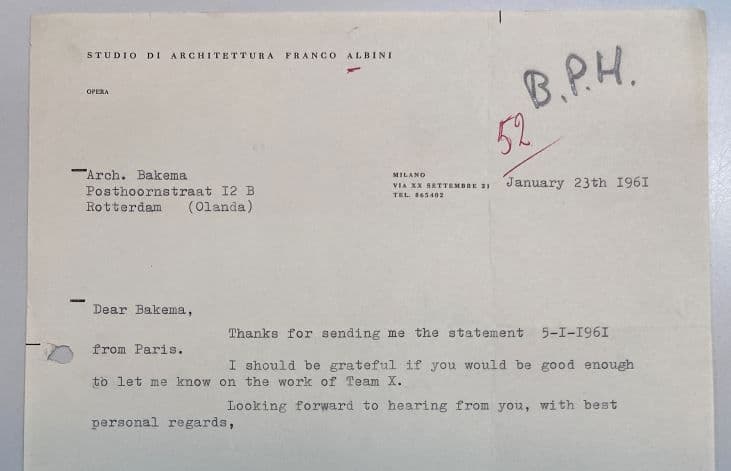 STUDIO DI ARCHITETTURA FRANCO ALBINI
B.P.H.
OPERA
52
Arch. Bakema
Posthoornstraat I2 B
Rotterdam (Olanda)
MILANO
VIA XX SETTEMBRE 21
TEL. 865402
January 23th I96I
Dear Bakema,
Thanks for sending me the statement 5-I-I96I
from Paris.
I should be grateful if you would be good enough
to let me know on the work of Team X.
Looking forward to hearing from you, with best
personal regards,